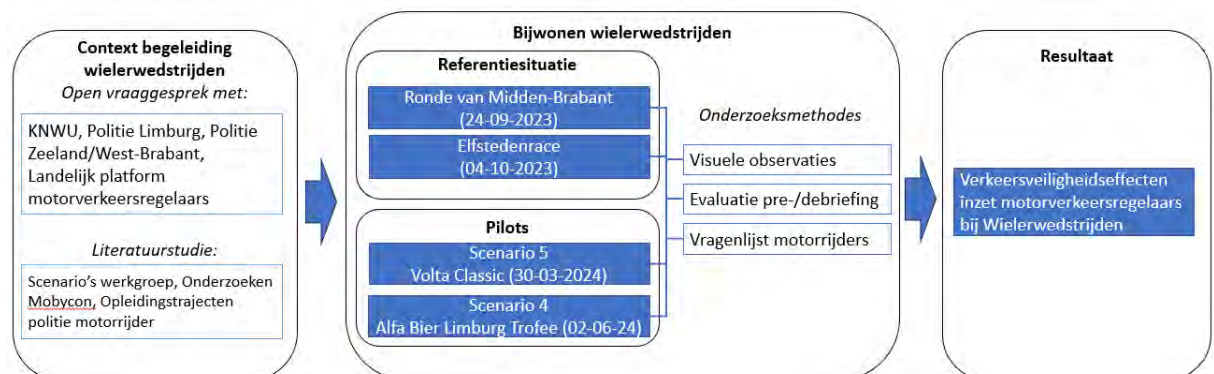 Context begeleiding
wielerwedstrijden
Open vraaggesprek met:
KNWU, Politie Limburg, Politie
Zeeland/West-Brabant,
Landelijk platform
motorverkeersregelaars
Literatuurstudie:
Scenario's werkgroep, Onderzoeken
Mobycon, Opleidingstrajecten
politie motorrijder
Bijwonen wielerwedstrijden
Referentiesituatie
Ronde van Midden-Brabant
(24-09-2023)
Elfstedenrace
(04-10-2023)
Pilots
Scenario 5
Volta Classic (30-03-2024)
Scenario 4
Alfa Bier Limburg Trofee (02-06-24)
Onderzoeksmethodes
Visuele observaties
Evaluatie pre-/debriefing
Vragenlijst motorrijders
Resultaat
Verkeersveiligheidseffecten
inzet motorverkeersregelaars
bij Wielerwedstrijden